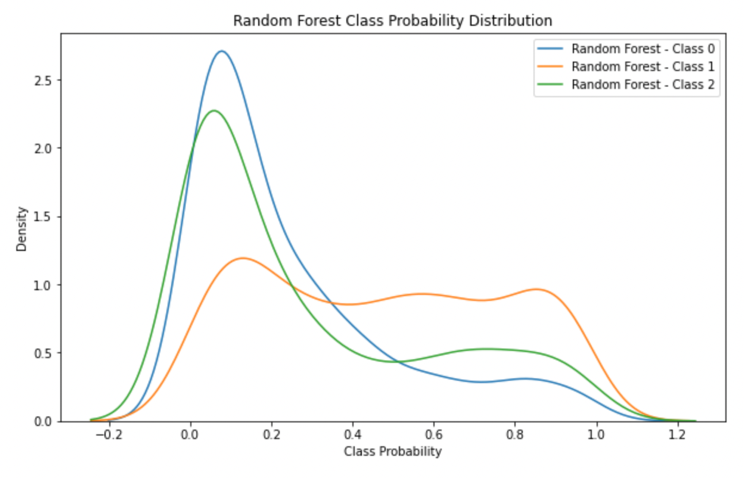 Random Forest Class Probability Distribution
Random Forest - Class 0
Random Forest - Class 1
Random Forest - Class 2
Density
2.5
2.0
1.5
1.0
0.5
0.0
−0.2 0.0 0.2 0.4 0.6 0.8 1.0 1.2
Class Probability